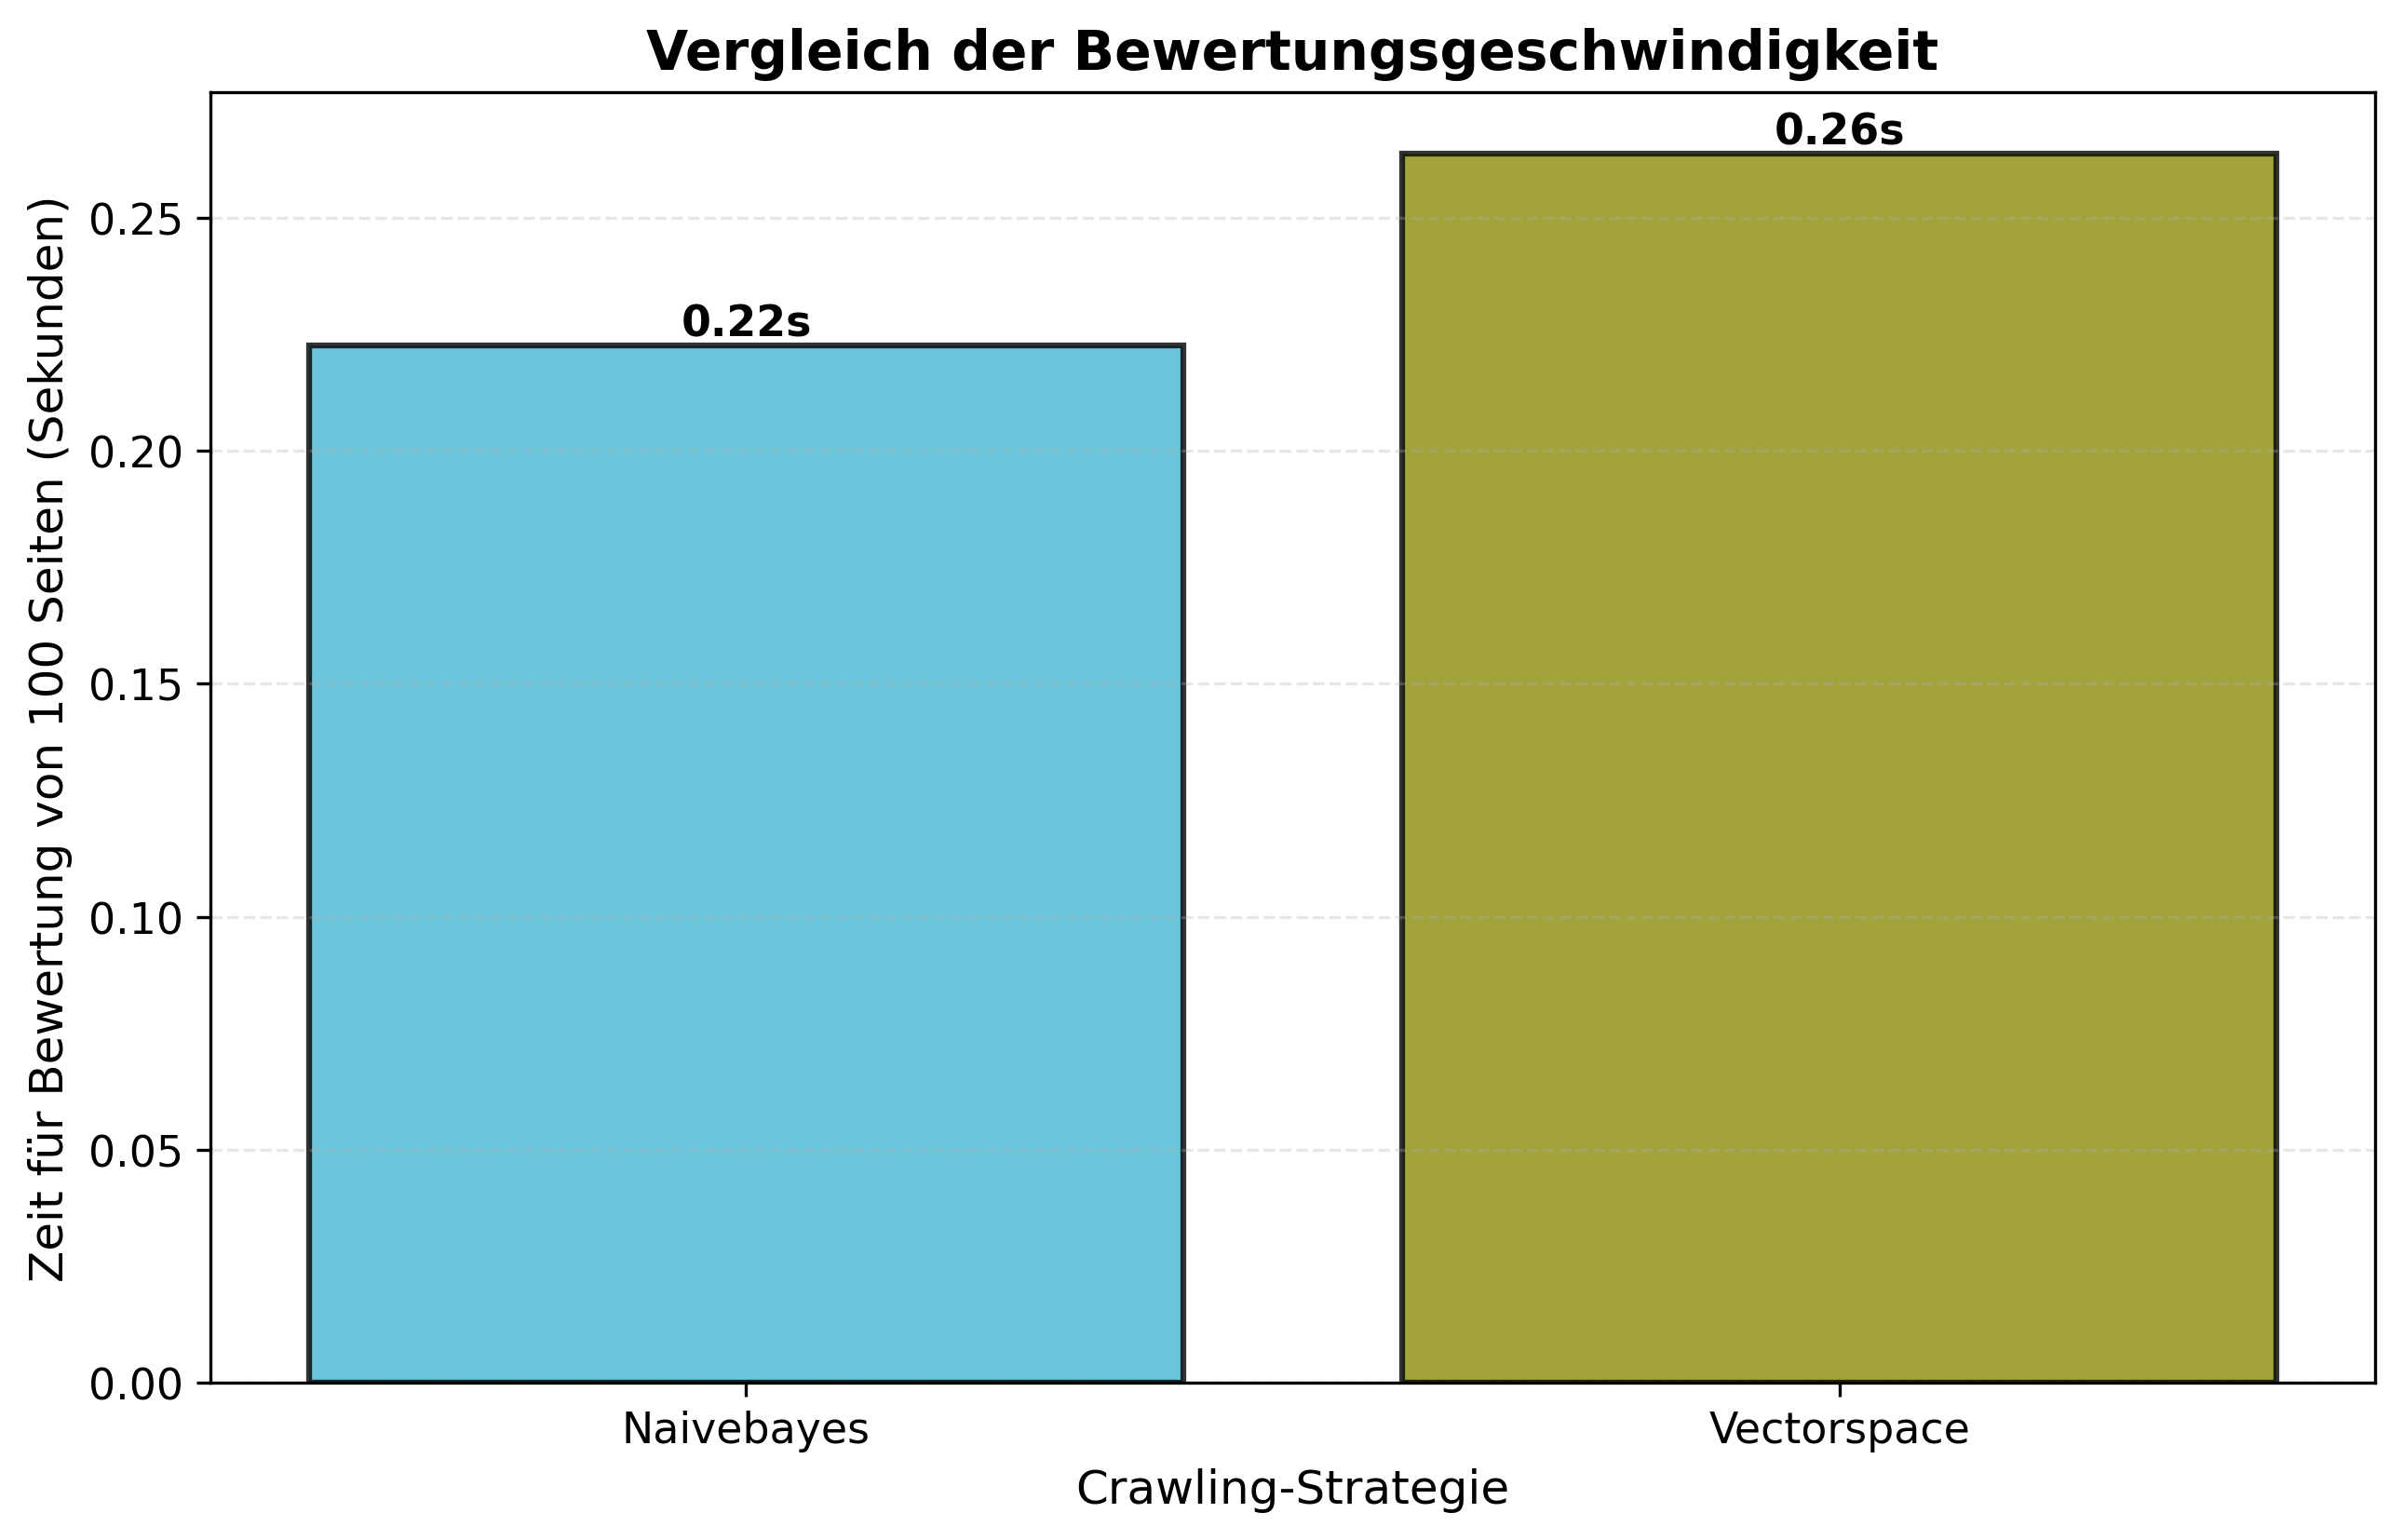 Vergleich der Bewertungsgeschwindigkeit
Zeit für Bewertung von 100 Seiten (Sekunden)
0.25
0.20
0.15
0.10
0.05
0.00
0.22s
0.26s
Naivebayes
Vectorspace
Crawling-Strategie